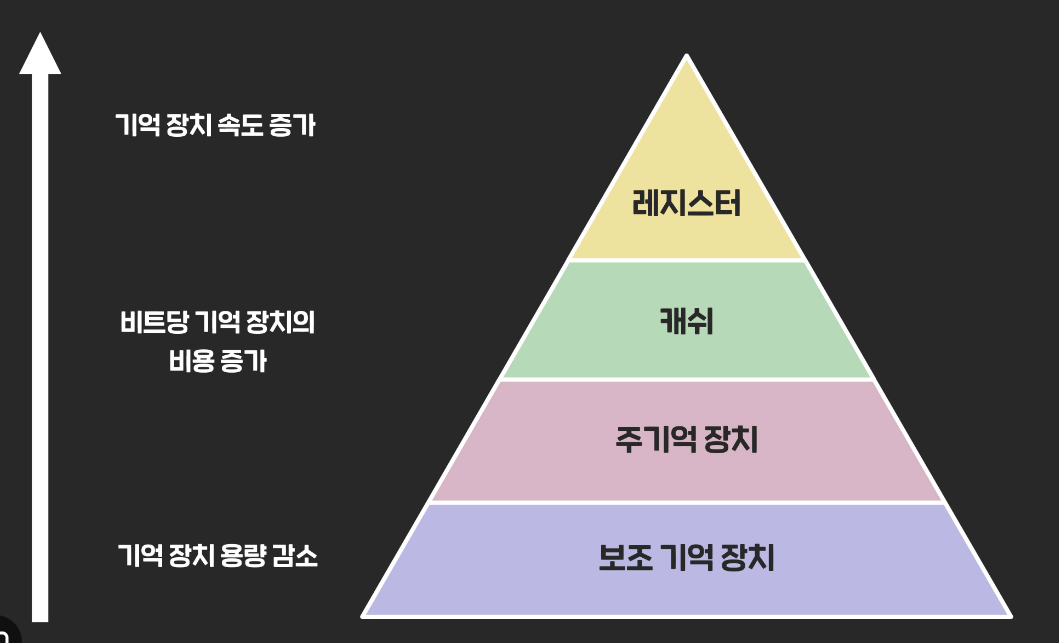 기억 장치 속도 증가
레지스터
캐쉬
비트당 기억 장치의
비용 증가
주기억 장치
기억 장치 용량 감소
보조 기억 장치